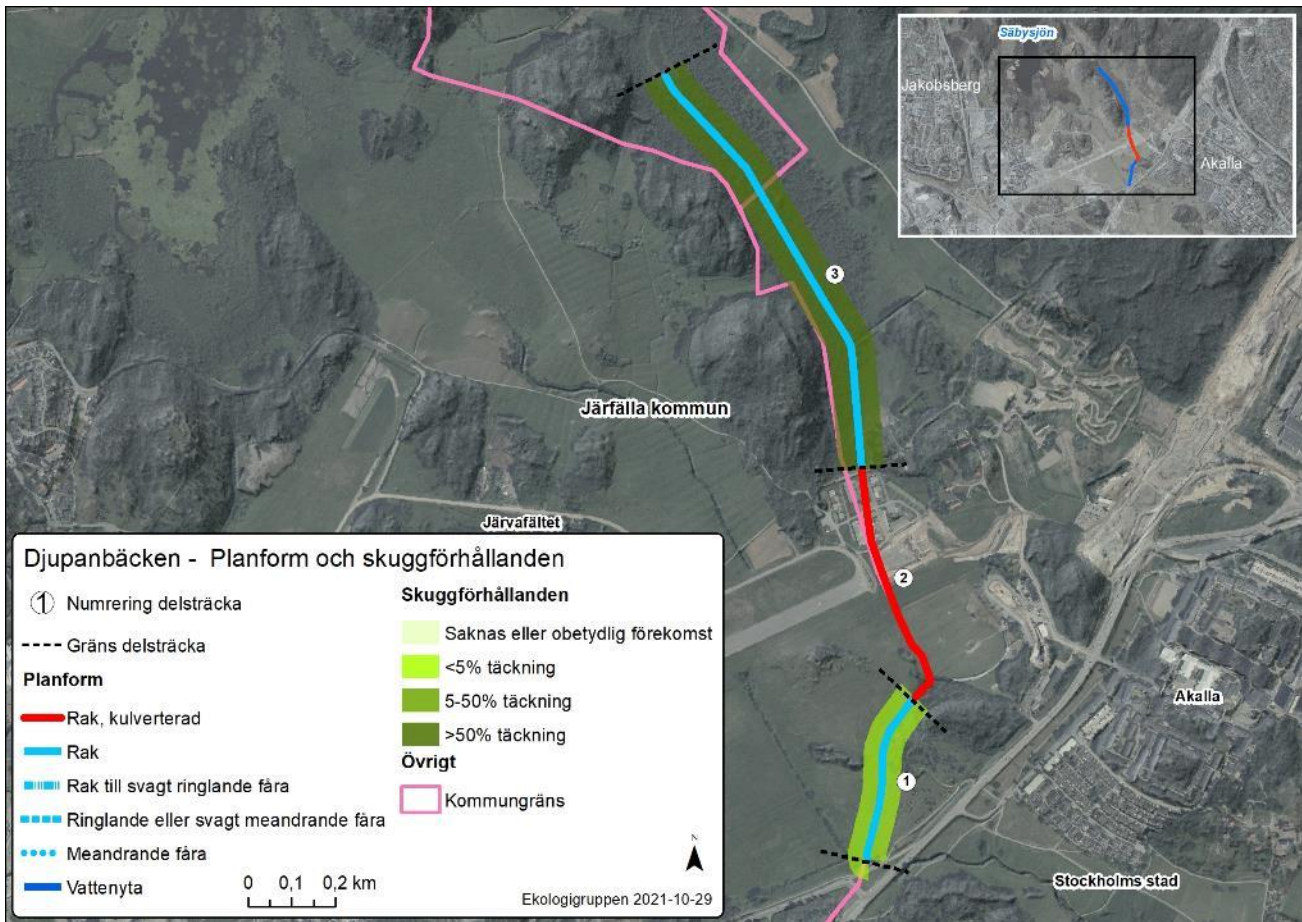 Säbysjön
Jakobsberg
Akalla
3
Järfälla kommun
Järvafältet
2
Akalla
1
Stockholms stad
Djupanbäcken - Planform och skuggförhållanden
1 Numrering delsträcka
Gräns delsträcka
Planform
Rak, kulverterad
Rak
Rak till svagt ringlande fåra
Ringlande eller svagt meandrande fåra
Meandrande fåra
Vattenyta
Skuggförhållanden
Saknas eller obetydlig förekomst
<5% täckning
5-50% täckning
>50% täckning
Övrigt
Kommungräns
0 0,1 0,2 km
N
Ekologigruppen 2021-10-29